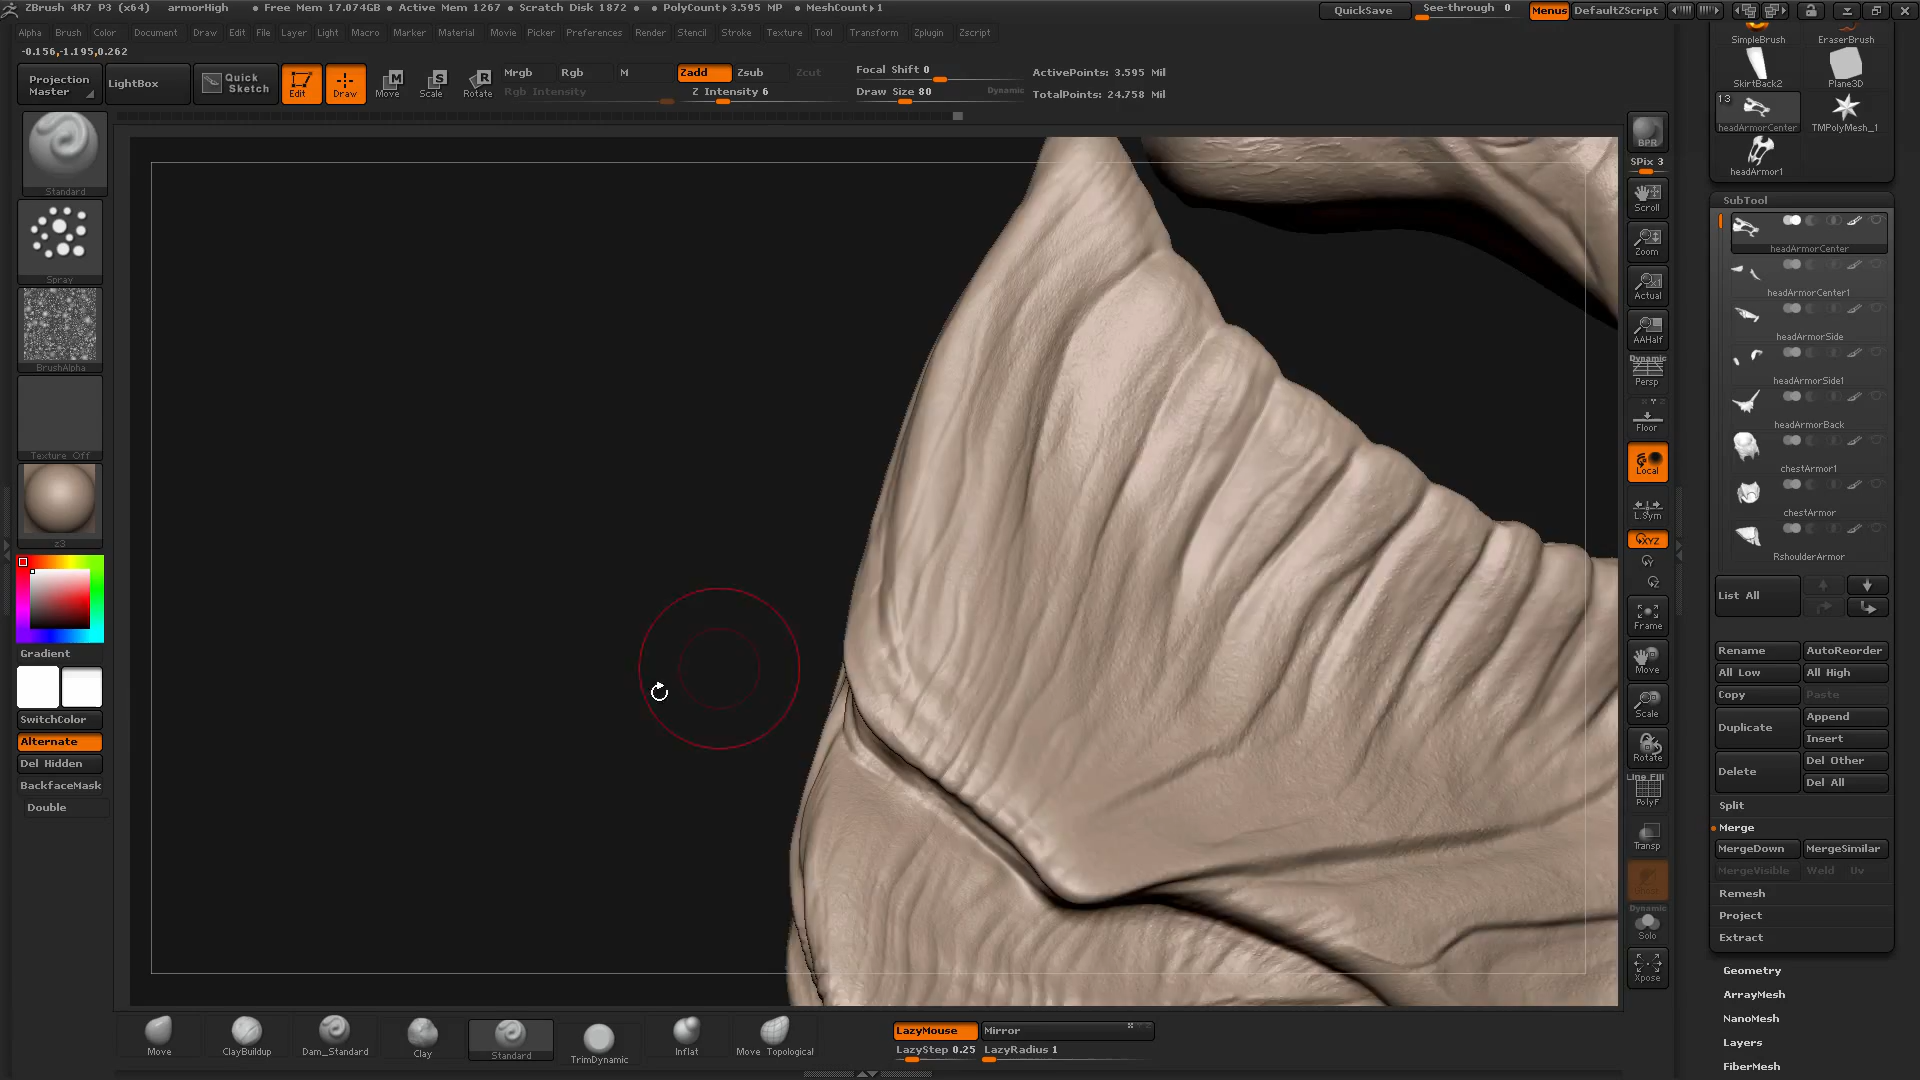 ZBrush 4R7 P3 (x64) armorHigh • Free Mem 17.074GB • Active Mem 1267 • Scratch Disk 1872 • • PolyCount▸3.595 MP • MeshCount▸1
QuickSave
See-through 0
Menus
DefaultZScript
Alpha Brush Color Document Draw Edit File Layer Light Macro Marker Material Movie Picker Preferences Render Stencil Stroke Texture Tool Transform Zplugin Zscript
-0.156,-1.195,0.262
Projection Master
LightBox
Quick Sketch
Edit
Draw
Move
Scale
Rotate
Mrgb Rgb M
Rgb Intensity
Zadd Zsub Zcut
Z Intensity 6
Focal Shift 0
Draw Size 80
Dynamic
ActivePoints: 3.595 Mil
TotalPoints: 24.758 Mil
Standard
Spray
BrushAlpha
Texture Off
z3
Gradient
SwitchColor
Alternate
Del Hidden
BackfaceMask
Double
BPR
SPix 3
Scroll
Zoom
Actual
AAHalf
Dynamic
Persp
Floor
Local
L.Sym
XYZ
Y
Z
Frame
Move
Scale
Rotate
Line Fill
PolyF
Transp
Dynamic
Solo
Xpose
SimpleBrush
EraserBrush
SkirtBack2
Plane3D
13
headArmorCenter
TMPolyMesh_1
headArmor1
SubTool
headArmorCenter
headArmorCenter1
headArmorSide
headArmorSide1
headArmorBack
chestArmor1
chestArmor
RshoulderArmor
List All
Rename AutoReorder
All Low All High
Copy Paste
Duplicate Append
Insert
Delete Del Other
Del All
Split
Merge
MergeDown MergeSimilar
MergeVisible Weld Uv
Remesh
Project
Extract
Geometry
ArrayMesh
NanoMesh
Layers
FiberMesh
Move
ClayBuildup
Dam_Standard
Clay
Standard
TrimDynamic
Inflat
Move Topological
LazyMouse
Mirror
LazyStep 0.25
LazyRadius 1